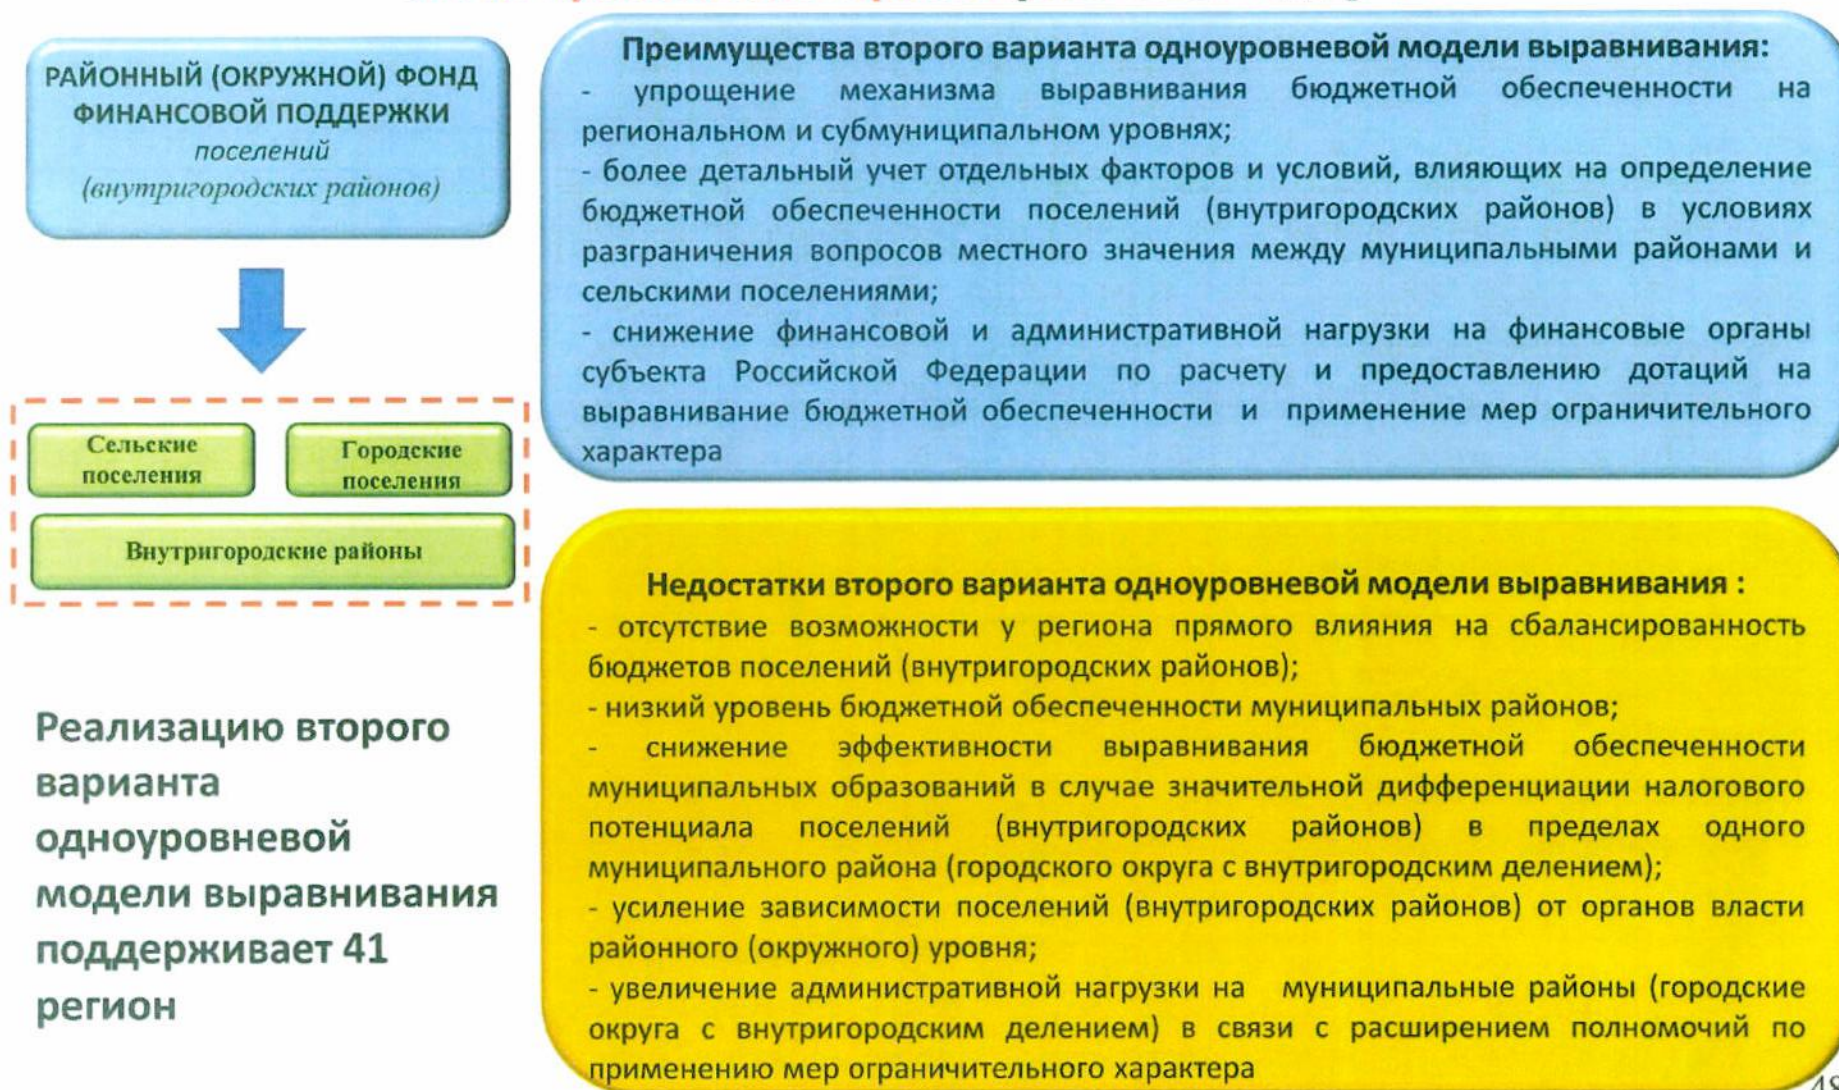 РАЙОННЫЙ (ОКРУЖНОЙ) ФОНД
ФИНАНСОВОЙ ПОДДЕРЖКИ
поселений
(внутригородских районов)
Сельские
поселения
Городские
поселения
Внутригородские районы
Реализацию второго
варианта
одноуровневой
модели выравнивания
поддерживает 41
регион
Преимущества второго варианта одноуровневой модели выравнивания:
- упрощение механизма выравнивания бюджетной обеспеченности на
региональном и субмуниципальном уровнях;
- более детальный учет отдельных факторов и условий, влияющих на определение
бюджетной обеспеченности поселений (внутригородских районов) в условиях
разграничения вопросов местного значения между муниципальными районами и
сельскими поселениями;
- снижение финансовой и административной нагрузки на финансовые органы
субъекта Российской Федерации по расчету и предоставлению дотаций на
выравнивание бюджетной обеспеченности и применение мер ограничительного
характера
Недостатки второго варианта одноуровневой модели выравнивания :
- отсутствие возможности у региона прямого влияния на сбалансированность
бюджетов поселений (внутригородских районов);
- низкий уровень бюджетной обеспеченности муниципальных районов;
- снижение эффективности выравнивания бюджетной обеспеченности
муниципальных образований в случае значительной дифференциации налогового
потенциала поселений (внутригородских районов) в пределах одного
муниципального района (городского округа с внутригородским делением);
- усиление зависимости поселений (внутригородских районов) от органов власти
районного (окружного) уровня;
- увеличение административной нагрузки на муниципальные районы (городские
округа с внутригородским делением) в связи с расширением полномочий по
применению мер ограничительного характера